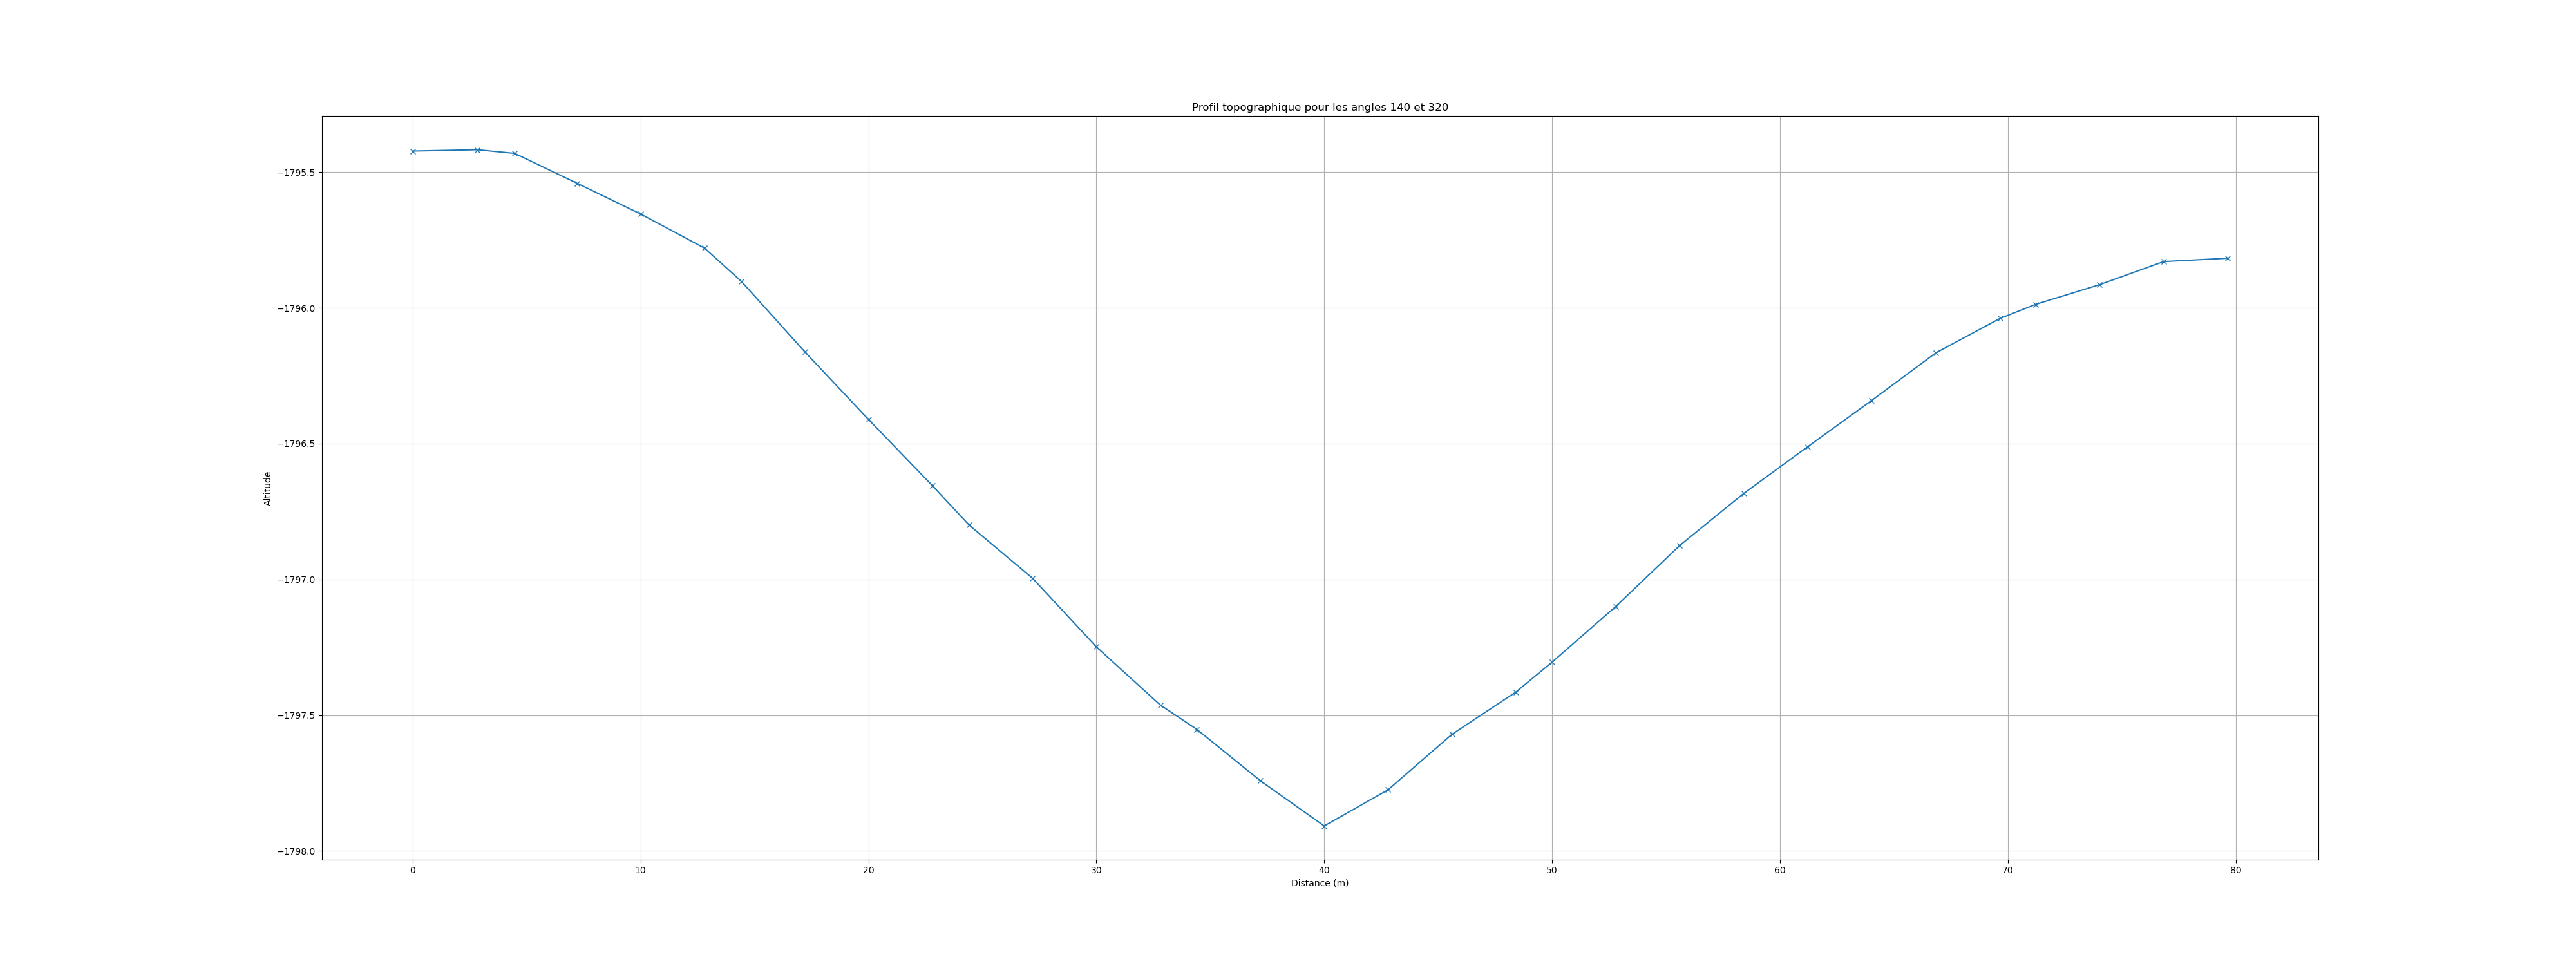 Profil topographique pour les angles 140 et 320
Altitude
−1795.5
−1796.0
−1796.5
−1797.0
−1797.5
−1798.0
0 10 20 30 40 50 60 70 80
Distance (m)